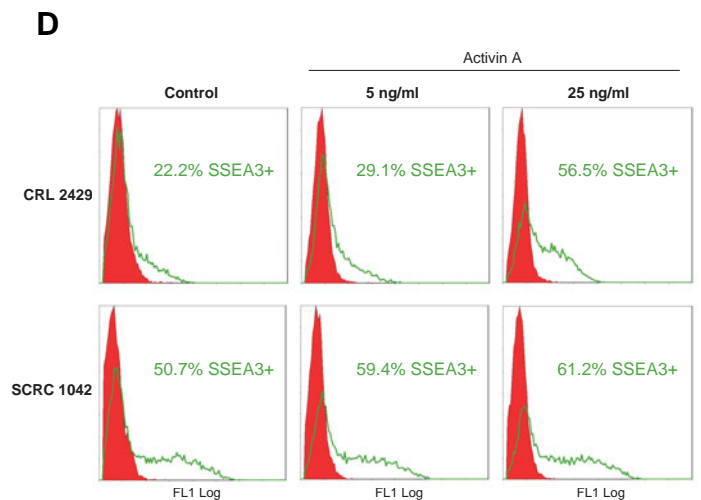 D
Activin A
Control 5 ng/ml 25 ng/ml
CRL 2429
22.2% SSEA3+ 29.1% SSEA3+ 56.5% SSEA3+
SCRC 1042
50.7% SSEA3+ 59.4% SSEA3+ 61.2% SSEA3+
FL1 Log FL1 Log FL1 Log